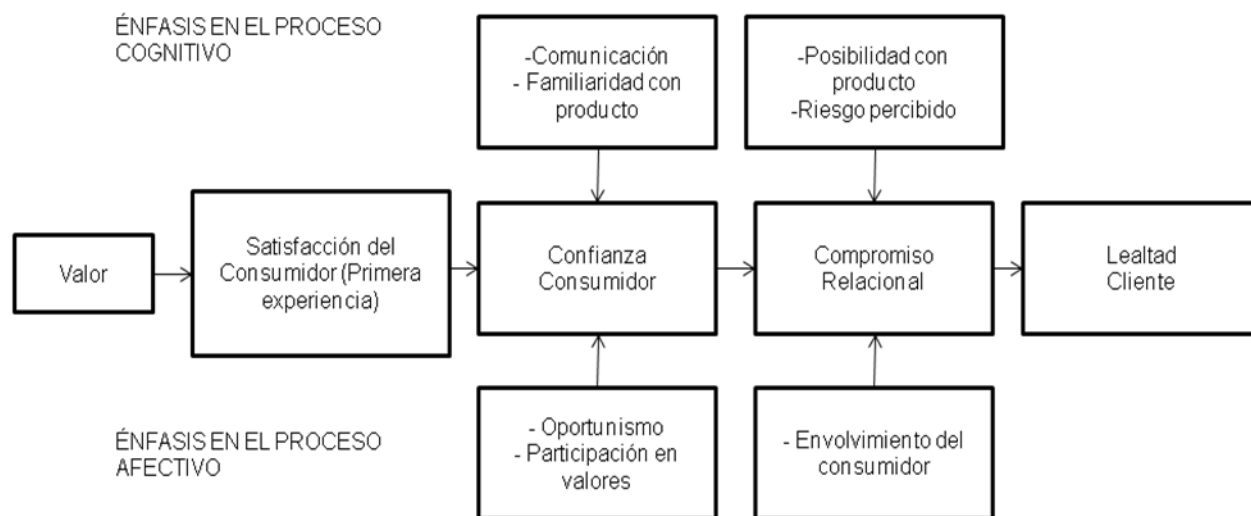 ÉNFASIS EN EL PROCESO
COGNITIVO
-Comunicación
- Familiaridad con
producto
-Posibilidad con
producto
-Riesgo percibido
Valor
Satisfacción del
Consumidor (Primera
experiencia)
Confianza
Consumidor
Compromiso
Relacional
Lealtad
Cliente
ÉNFASIS EN EL PROCESO
AFECTIVO
- Oportunismo
- Participación en
valores
- Envolvimiento del
consumidor